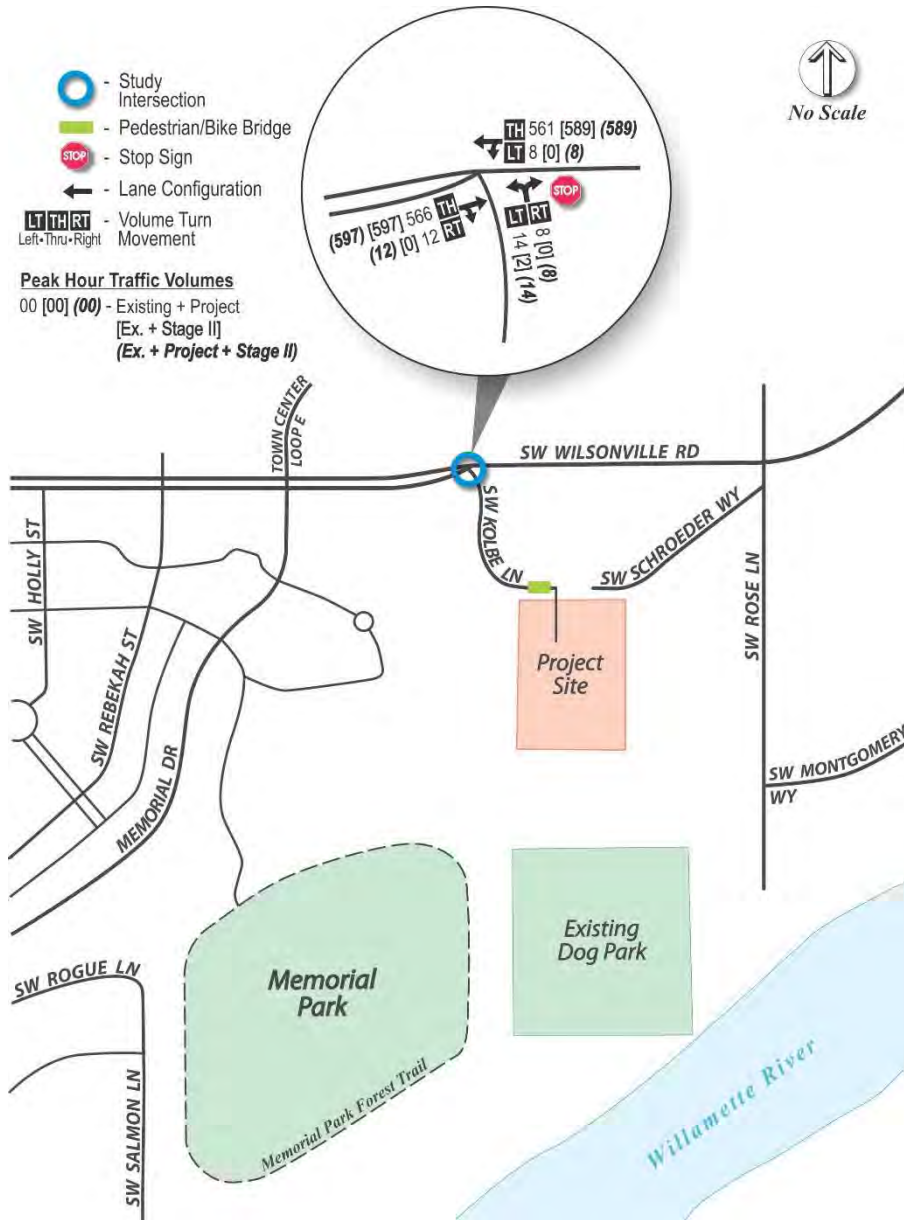 - Study
Intersection
- Pedestrian/Bike Bridge
STOP - Stop Sign
- Lane Configuration
LT TH RT - Volume Turn
Left•Thru•Right Movement
Peak Hour Traffic Volumes
00 [00] (00) - Existing + Project
[Ex. + Stage II]
(Ex. + Project + Stage II)
No Scale
TH 561 [589] (589)
LT 8 [0] (8)
STOP
(597) [597] 566 TH
(12) [0] 12 RT
LT RT
14 [2] (14)
8 [0] (8)
TOWN CENTER
LOOP E
SW WILSONVILLE RD
SW KOLBE LN
SW SCHROEDER WY
SW ROSE LN
SW HOLLY ST
SW REBEKAH ST
MEMORIAL DR
Project
Site
SW MONTGOMERY
WY
Existing
Dog Park
Memorial
Park
SW ROGUE LN
SW SALMON LN
Memorial Park Forest Trail
Willamette River